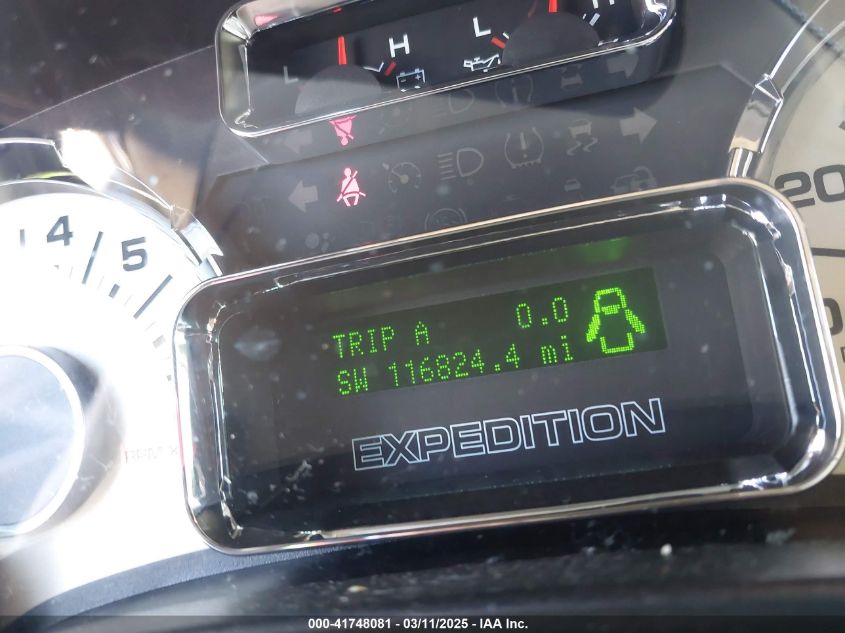 L H L H
4 5
20
TRIP A 0.0
SW 116824.4 mi
EXPEDITION
000-41748081 - 03/11/2025 - IAA Inc.